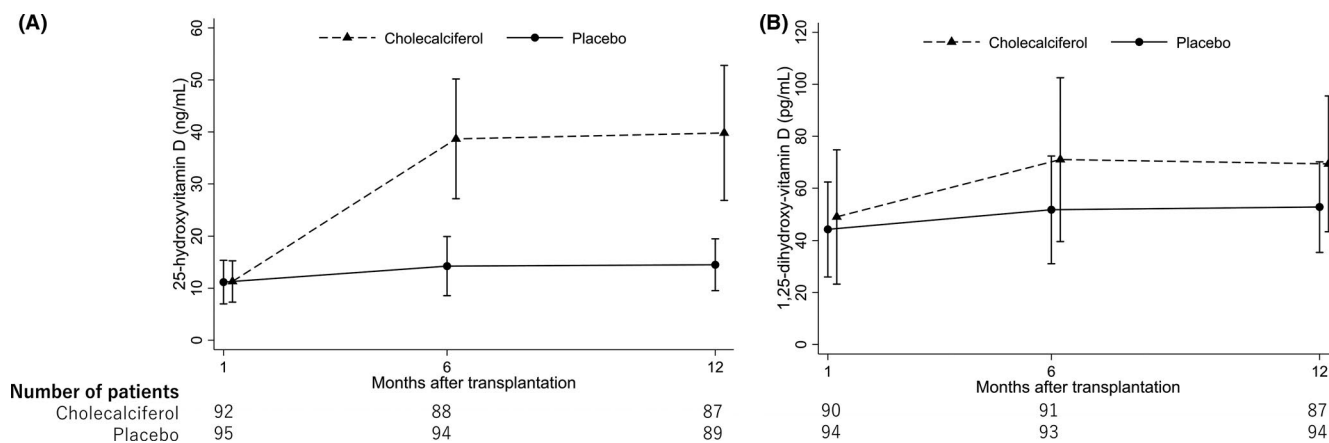 (A)
25-hydroxyvitamin D (ng/mL)
60
50
40
30
20
10
0
Cholecalciferol
Placebo
1
6
12
Months after transplantation
(B)
1,25-dihydroxy-vitamin D (pg/mL)
120
100
80
60
40
20
0
Cholecalciferol
Placebo
1
6
12
Months after transplantation
Number of patients
Cholecalciferol 92 88 87 90 91 87
Placebo 95 94 89 94 93 94